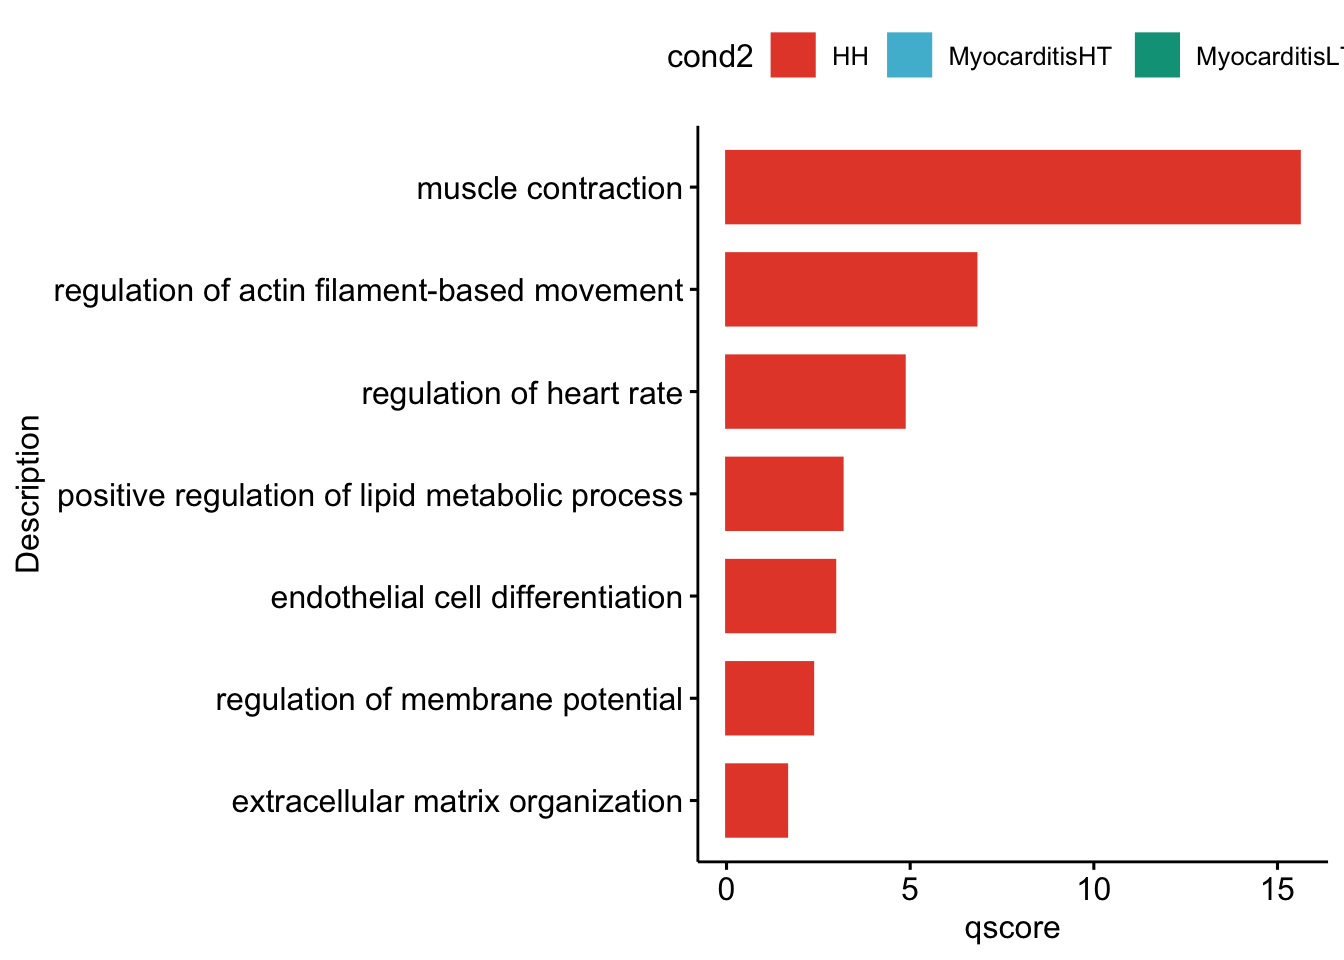 cond2 HH MyocarditisHT MyocarditisL
muscle contraction
regulation of actin filament-based movement
regulation of heart rate
positive regulation of lipid metabolic process
endothelial cell differentiation
regulation of membrane potential
extracellular matrix organization
Description
0 5 10 15
qscore